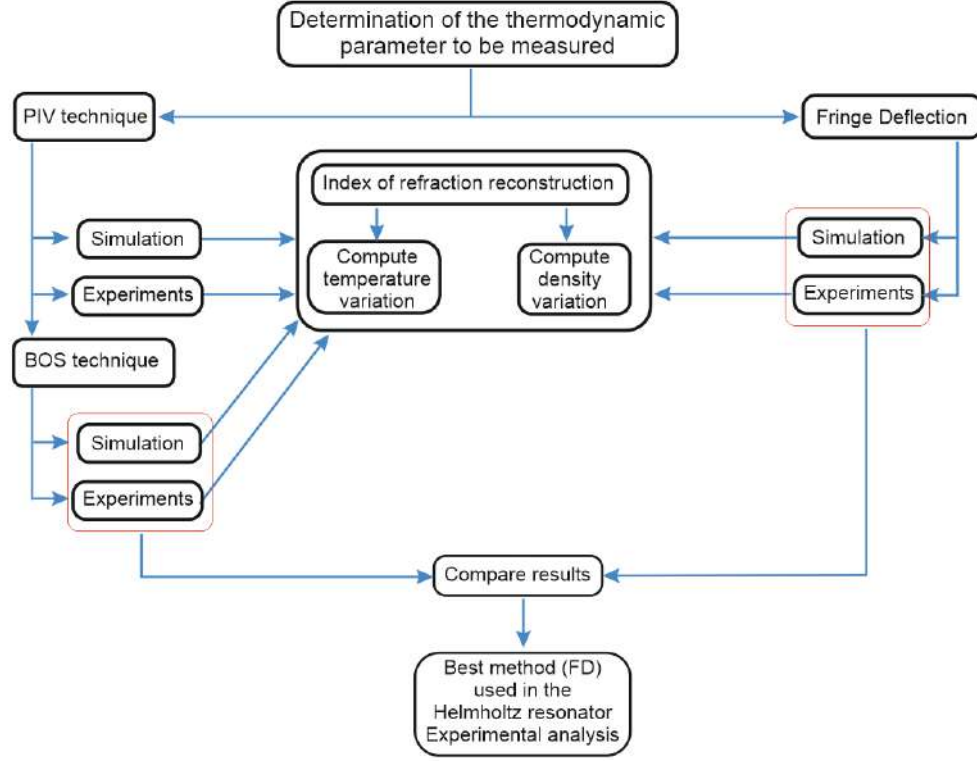 Determination of the thermodynamic
parameter to be measured
PIV technique
Fringe Deflection
Index of refraction reconstruction
Simulation
Experiments
Compute
temperature
variation
Compute
density
variation
Simulation
Experiments
BOS technique
Simulation
Experiments
Compare results
Best method (FD)
used in the
Helmholtz resonator
Experimental analysis